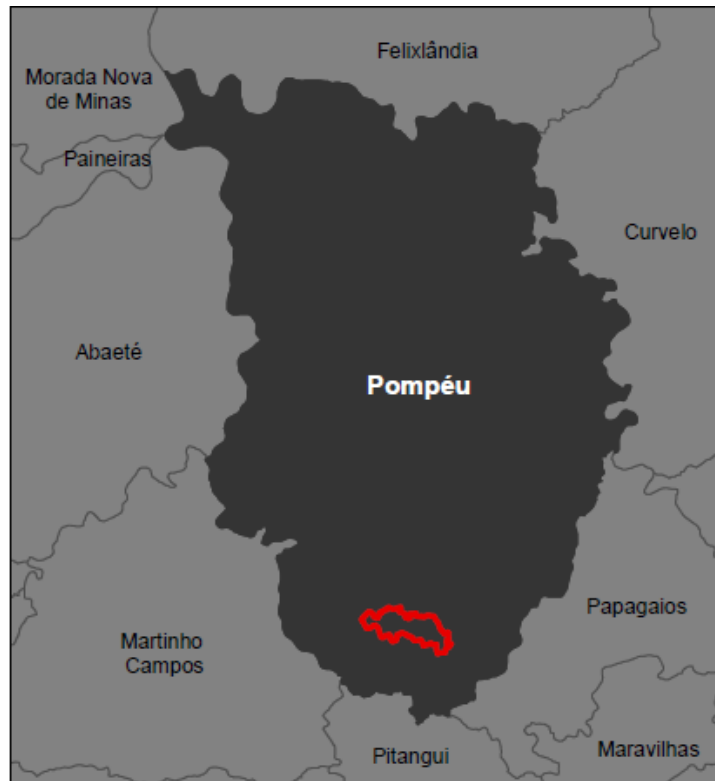 Felixlândia
Morada Nova
de Minas
Paineiras
Curvelo
Abaeté
Pompéu
Papagaios
Martinho
Campos
Pitangui
Maravilhas